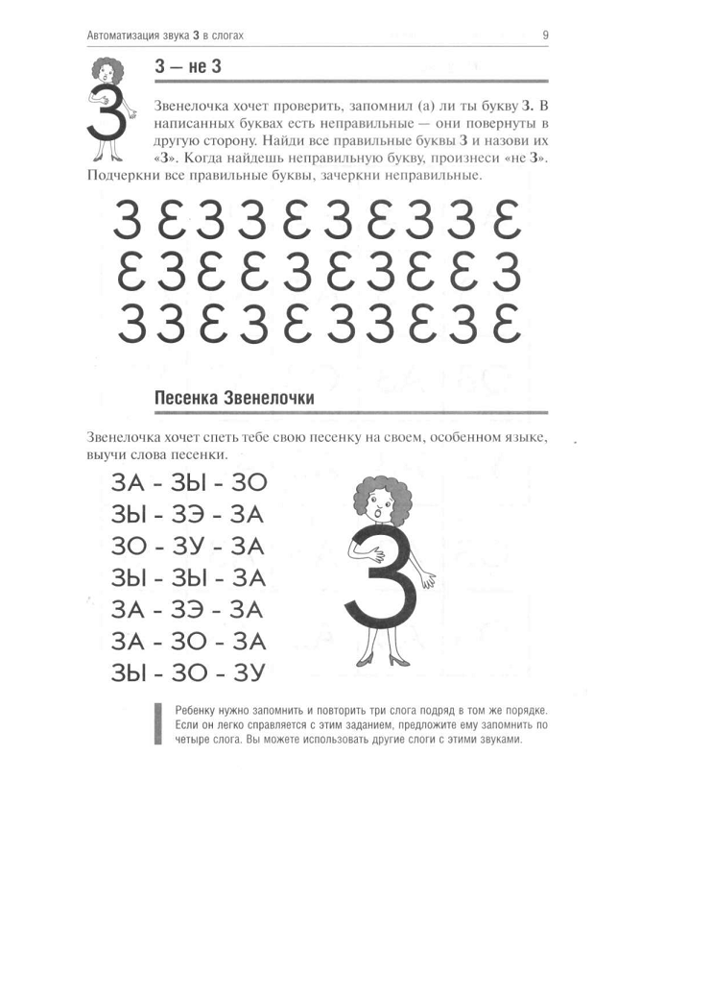 Автоматизация звука З в слогах 9
З – не З
Звенелочка хочет проверить, запомнил (а) ли ты букву З. В
написанных буквах есть неправильные — они повернуты в
другую сторону. Найди все правильные буквы З и назови их
«З». Когда найдешь неправильную букву, произнеси «не З».
Подчеркни все правильные буквы, зачеркни неправильные.
З Ɛ З З Ɛ З Ɛ З З Ɛ
Ɛ З Ɛ Ɛ З Ɛ З Ɛ Ɛ З
З З Ɛ З Ɛ З З Ɛ З Ɛ
Песенка Звенелочки
Звенелочка хочет спеть тебе свою песенку на своем, особенном языке,
выучи слова песенки.
ЗА - ЗЫ - ЗО
ЗЫ - ЗЭ - ЗА
ЗО - ЗУ - ЗА
ЗЫ - ЗЫ - ЗА
ЗА - ЗЭ - ЗА
ЗА - ЗО - ЗА
ЗЫ - ЗО - ЗУ
Ребенку нужно запомнить и повторить три слога подряд в том же порядке.
Если он легко справляется с этим заданием, предложите ему запомнить по
четыре слога. Вы можете использовать другие слоги с этими звуками.